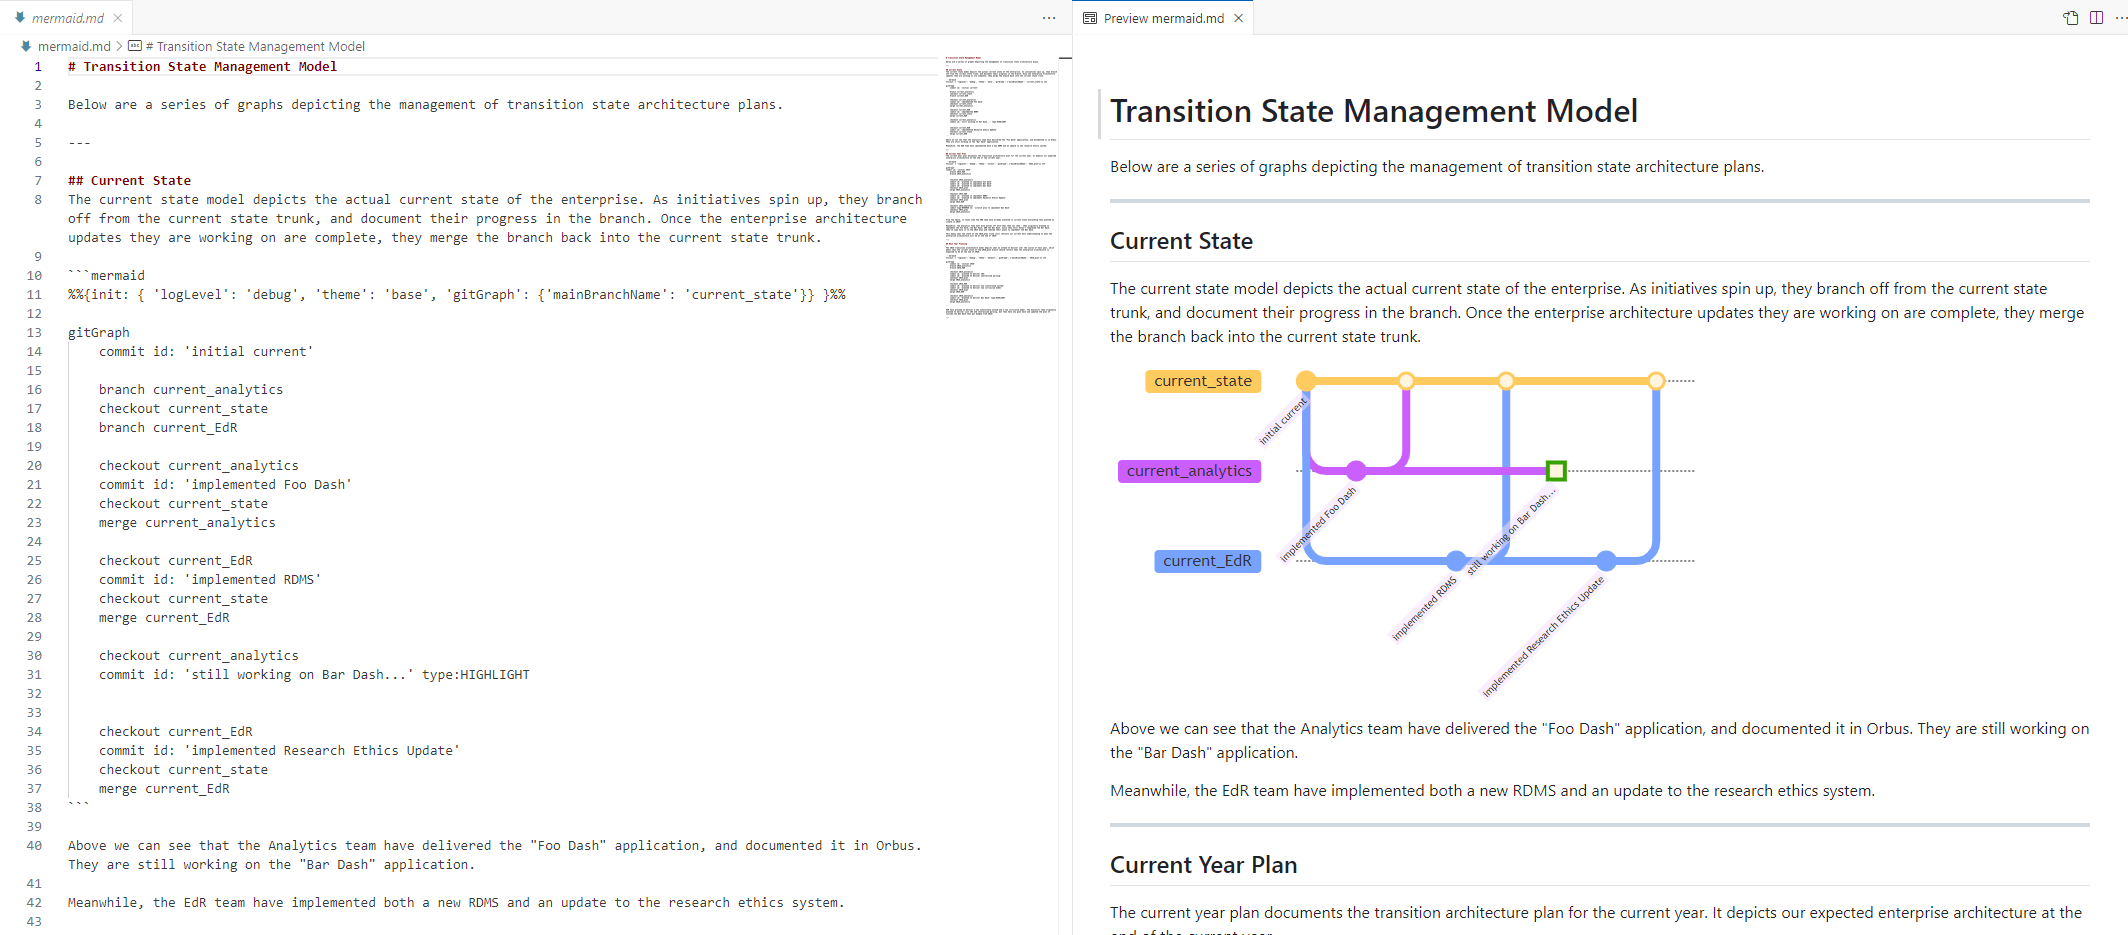 mermaid.md
mermaid.md > # Transition State Management Model
1 # Transition State Management Model
2
3 Below are a series of graphs depicting the management of transition state architecture plans.
4
5 ---
6
7 ## Current State
8 The current state model depicts the actual current state of the enterprise. As initiatives spin up, they branch
off from the current state trunk, and document their progress in the branch. Once the enterprise architecture
updates they are working on are complete, they merge the branch back into the current state trunk.
9
10 ```mermaid
11 %%{init: { 'logLevel': 'debug', 'theme': 'base', 'gitGraph': {'mainBranchName': 'current_state'}} }%%
12
13 gitGraph
14 commit id: 'initial current'
15
16 branch current_analytics
17 checkout current_state
18 branch current_EdR
19
20 checkout current_analytics
21 commit id: 'implemented Foo Dash'
22 checkout current_state
23 merge current_analytics
24
25 checkout current_EdR
26 commit id: 'implemented RDMS'
27 checkout current_state
28 merge current_EdR
29
30 checkout current_analytics
31 commit id: 'still working on Bar Dash...' type:HIGHLIGHT
32
33
34 checkout current_EdR
35 commit id: 'implemented Research Ethics Update'
36 checkout current_state
37 merge current_EdR
38 ```
39
40 Above we can see that the Analytics team have delivered the "Foo Dash" application, and documented it in Orbus.
They are still working on the "Bar Dash" application.
41
42 Meanwhile, the EdR team have implemented both a new RDMS and an update to the research ethics system.
43
Preview mermaid.md
Transition State Management Model
Below are a series of graphs depicting the management of transition state architecture plans.
Current State
The current state model depicts the actual current state of the enterprise. As initiatives spin up, they branch off from the current state
trunk, and document their progress in the branch. Once the enterprise architecture updates they are working on are complete, they merge
the branch back into the current state trunk.
current_state
initial current
current_analytics
implemented Foo Dash
still working on Bar Dash...
current_EdR
implemented RDMS
implemented Research Ethics Update
Above we can see that the Analytics team have delivered the "Foo Dash" application, and documented it in Orbus. They are still working on
the "Bar Dash" application.
Meanwhile, the EdR team have implemented both a new RDMS and an update to the research ethics system.
Current Year Plan
The current year plan documents the transition architecture plan for the current year. It depicts our expected enterprise architecture at the
end of the current year.